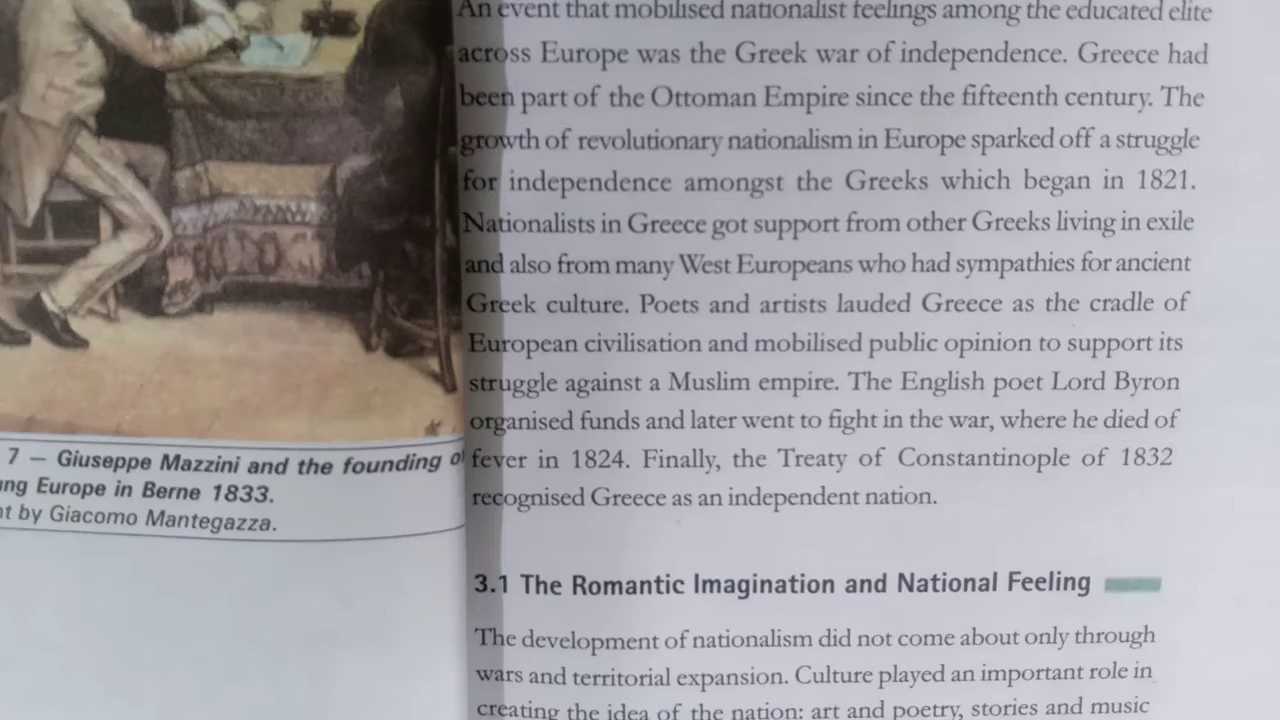 An event that mobilised nationalist feelings among the educated elite
across Europe was the Greek war of independence. Greece had
been part of the Ottoman Empire since the fifteenth century. The
growth of revolutionary nationalism in Europe sparked off a struggle
for independence amongst the Greeks which began in 1821.
Nationalists in Greece got support from other Greeks living in exile
and also from many West Europeans who had sympathies for ancient
Greek culture. Poets and artists lauded Greece as the cradle of
European civilisation and mobilised public opinion to support its
struggle against a Muslim empire. The English poet Lord Byron
organised funds and later went to fight in the war, where he died of
fever in 1824. Finally, the Treaty of Constantinople of 1832
recognised Greece as an independent nation.
7 — Giuseppe Mazzini and the founding
Europe in Berne 1833.
by Giacomo Mantegazza.
3.1 The Romantic Imagination and National Feeling
The development of nationalism did not come about only through
wars and territorial expansion. Culture played an important role in
creating the idea of the nation: art and poetry, stories and music